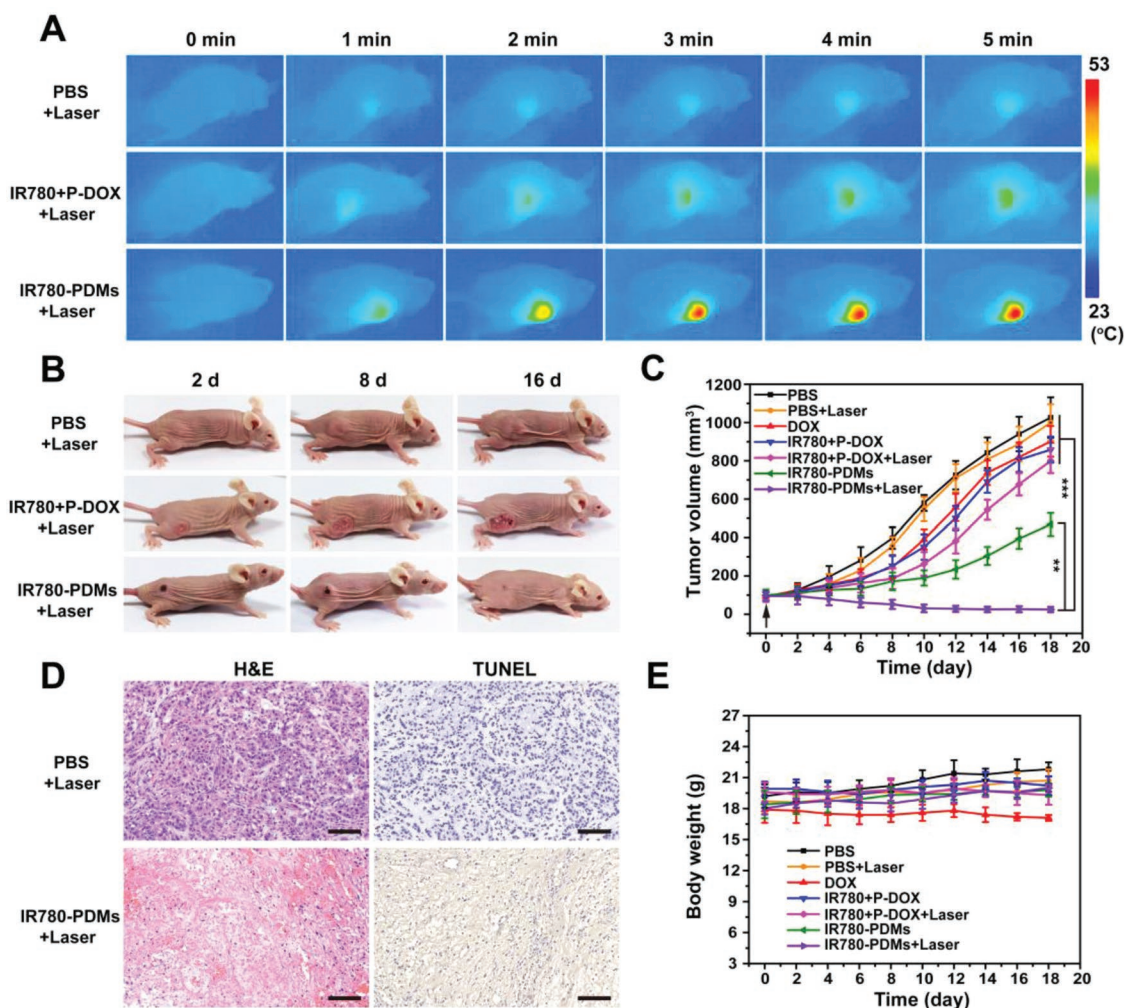 A
0 min 1 min 2 min 3 min 4 min 5 min
PBS
+Laser
IR780+P-DOX
+Laser
IR780-PDMs
+Laser
53
23
(°C)
B
2 d 8 d 16 d
PBS
+Laser
IR780+P-DOX
+Laser
IR780-PDMs
+Laser
C
Tumor volume (mm³)
1200
1000
800
600
400
200
0
PBS
PBS+Laser
DOX
IR780+P-DOX
IR780+P-DOX+Laser
IR780-PDMs
IR780-PDMs+Laser
***
**
0 2 4 6 8 10 12 14 16 18 20
Time (day)
D
H&E TUNEL
PBS
+Laser
IR780-PDMs
+Laser
E
Body weight (g)
27
24
21
18
15
12
9
6
3
PBS
PBS+Laser
DOX
IR780+P-DOX
IR780+P-DOX+Laser
IR780-PDMs
IR780-PDMs+Laser
0 2 4 6 8 10 12 14 16 18 20
Time (day)